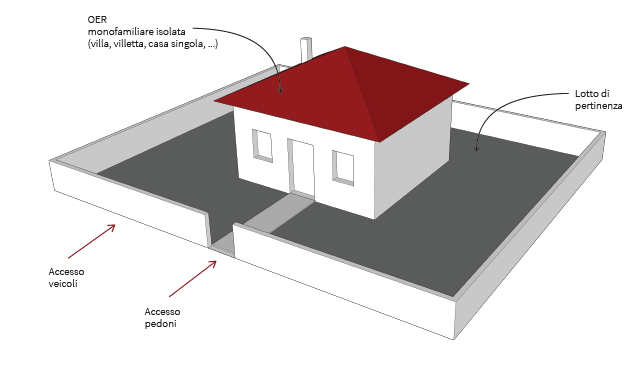 OER
monofamiliare isolata
(villa, villetta, casa singola, ...)
Lotto di
pertinenza
Accesso
veicoli
Accesso
pedoni